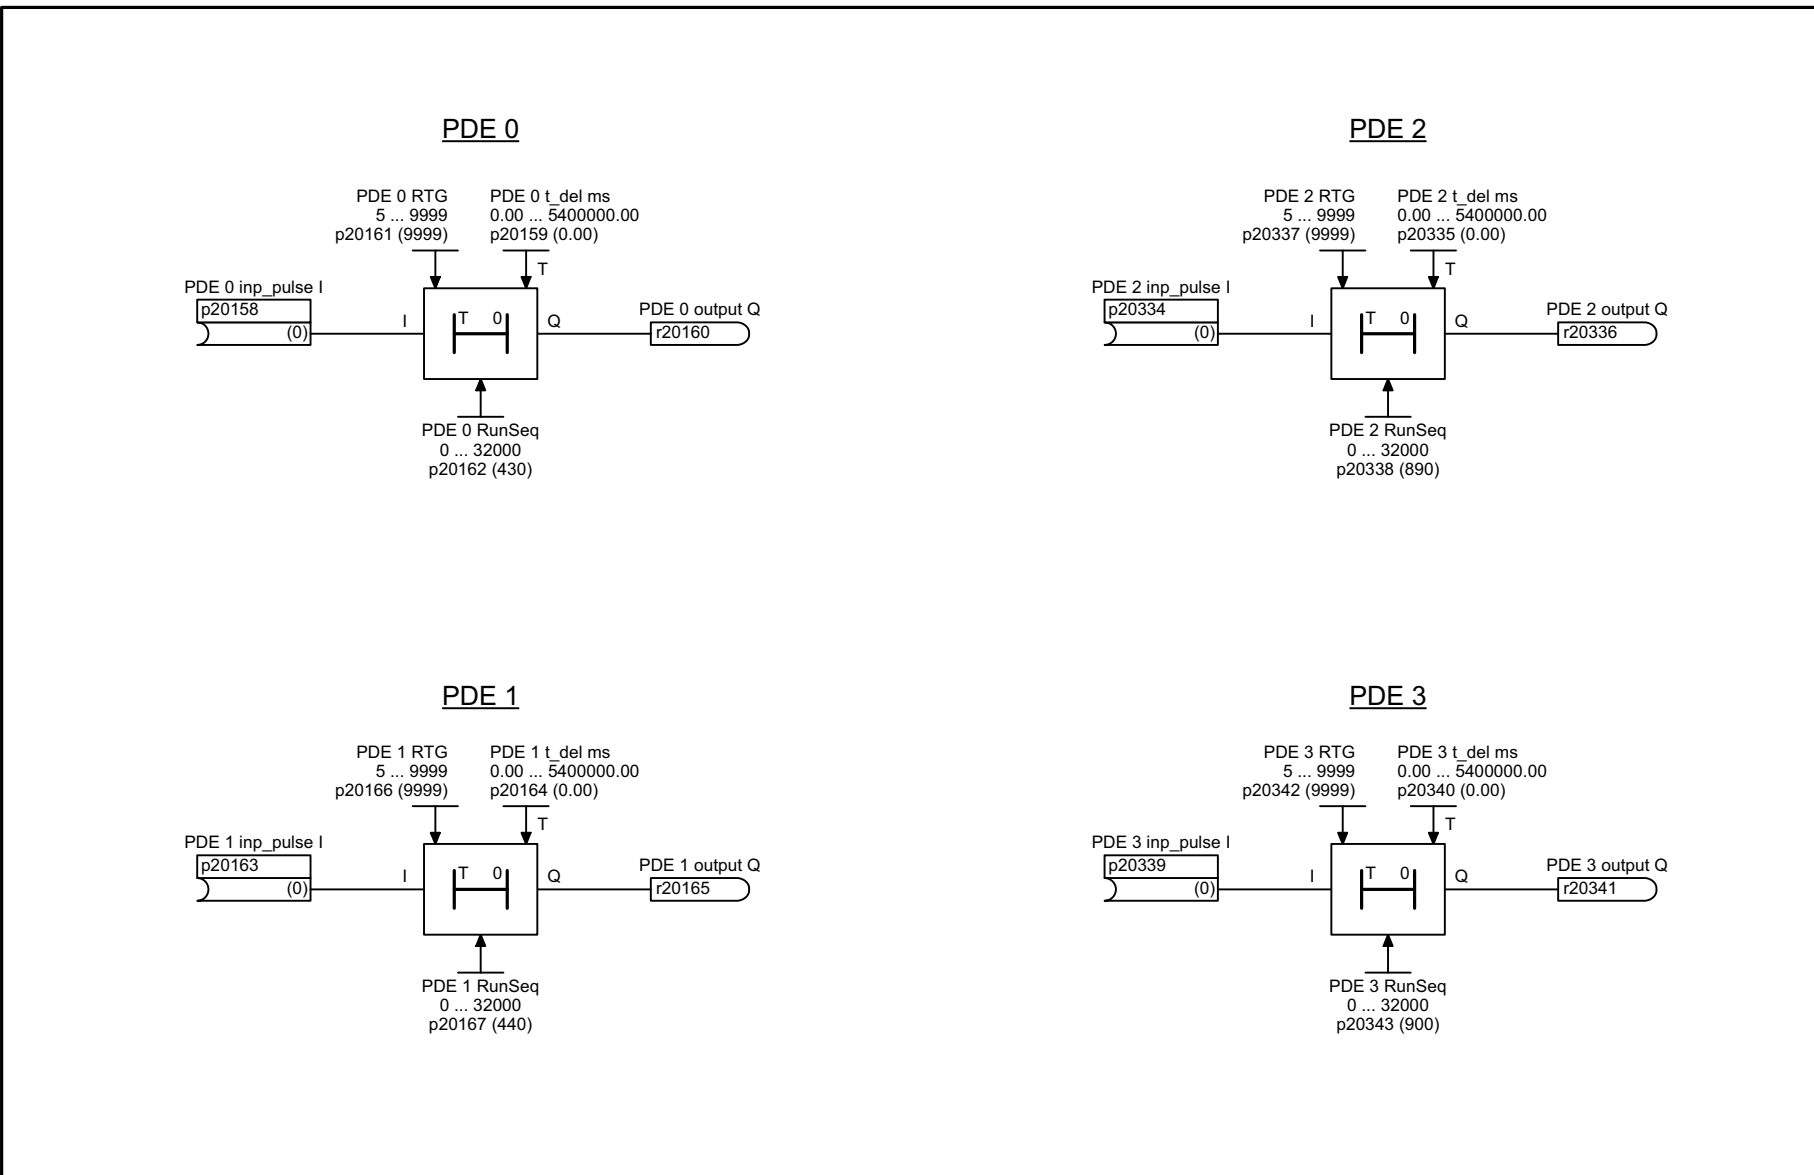 PDE 0
PDE 0 RTG
5 ... 9999
p20161 (9999)
PDE 0 t_del ms
0.00 ... 5400000.00
p20159 (0.00)
T
PDE 0 inp_pulse I
p20158
(0)
I
T 0
Q
PDE 0 output Q
r20160
PDE 0 RunSeq
0 ... 32000
p20162 (430)
PDE 2
PDE 2 RTG
5 ... 9999
p20337 (9999)
PDE 2 t_del ms
0.00 ... 5400000.00
p20335 (0.00)
T
PDE 2 inp_pulse I
p20334
(0)
I
T 0
Q
PDE 2 output Q
r20336
PDE 2 RunSeq
0 ... 32000
p20338 (890)
PDE 1
PDE 1 RTG
5 ... 9999
p20166 (9999)
PDE 1 t_del ms
0.00 ... 5400000.00
p20164 (0.00)
T
PDE 1 inp_pulse I
p20163
(0)
I
T 0
Q
PDE 1 output Q
r20165
PDE 1 RunSeq
0 ... 32000
p20167 (440)
PDE 3
PDE 3 RTG
5 ... 9999
p20342 (9999)
PDE 3 t_del ms
0.00 ... 5400000.00
p20340 (0.00)
T
PDE 3 inp_pulse I
p20339
(0)
I
T 0
Q
PDE 3 output Q
r20341
PDE 3 RunSeq
0 ... 32000
p20343 (900)